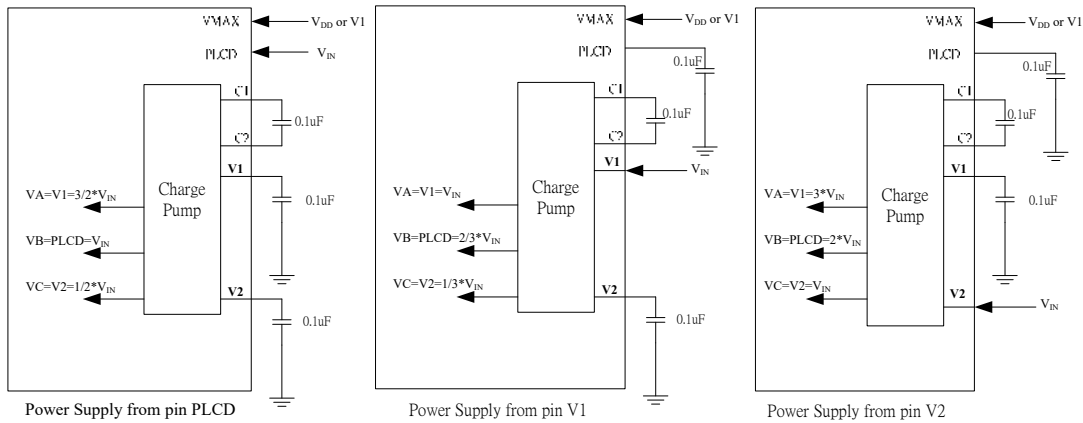 VMAX
V_DD or V1
PLCD
V_IN
C1
0.1uF
C2
V1
VA=V1=3/2*V_IN
Charge
Pump
0.1uF
VB=PLCD=V_IN
VC=V2=1/2*V_IN
V2
0.1uF
Power Supply from pin PLCD
VMAX
V_DD or V1
PLCD
0.1uF
C1
0.1uF
C2
V1
V_IN
VA=V1=V_IN
Charge
Pump
VB=PLCD=2/3*V_IN
VC=V2=1/3*V_IN
V2
0.1uF
Power Supply from pin V1
VMAX
V_DD or V1
PLCD
0.1uF
C1
0.1uF
C2
V1
VA=V1=3*V_IN
Charge
Pump
0.1uF
VB=PLCD=2*V_IN
VC=V2=V_IN
V2
V_IN
Power Supply from pin V2